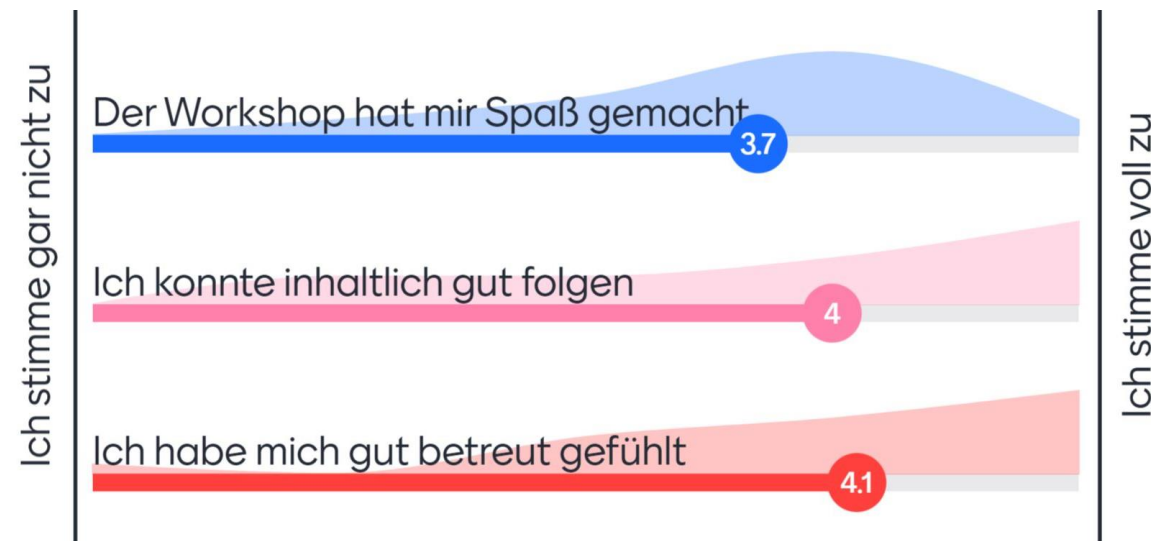 Ich stimme gar nicht zu
Der Workshop hat mir Spaß gemacht
3.7
Ich konnte inhaltlich gut folgen
4
Ich habe mich gut betreut gefühlt
4.1
Ich stimme voll zu